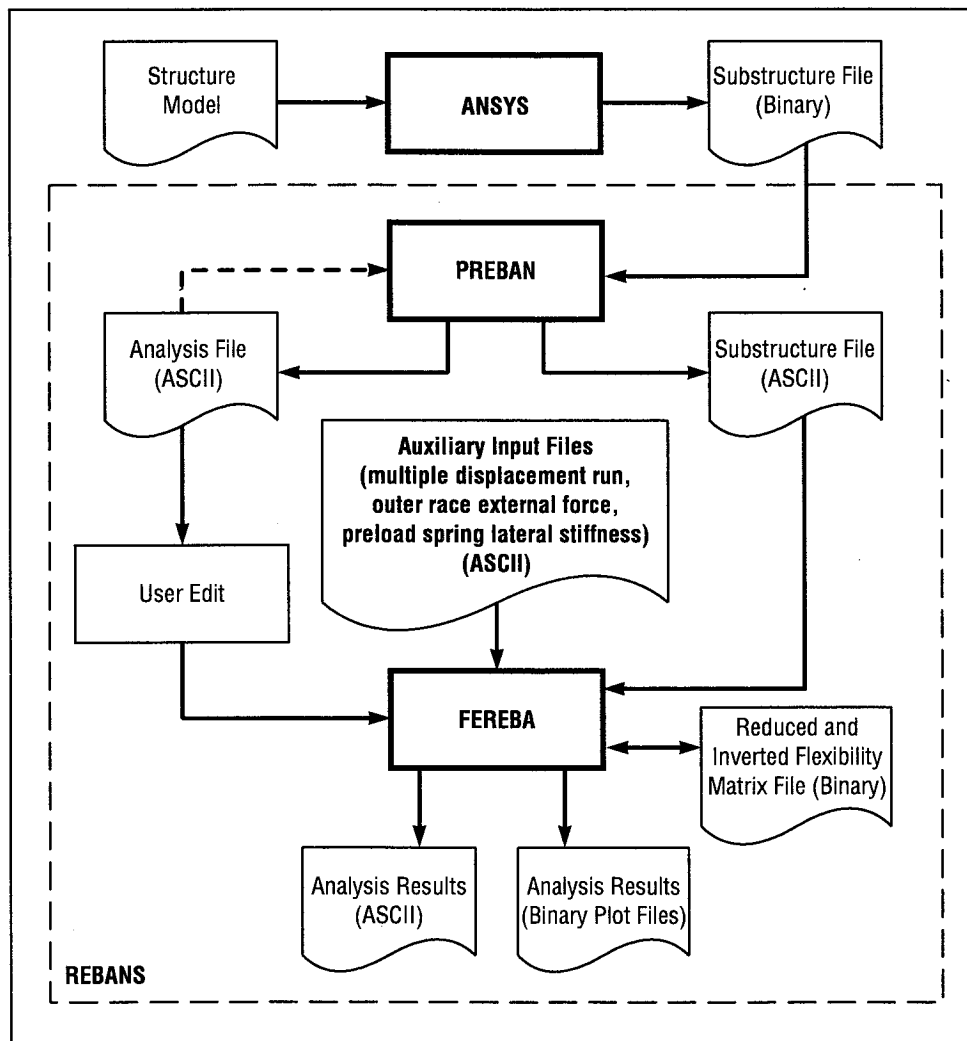 Structure
Model
ANSYS
Substructure File
(Binary)
PREBAN
Analysis File
(ASCII)
Substructure File
(ASCII)
Auxiliary Input Files
(multiple displacement run,
outer race external force,
preload spring lateral stiffness)
(ASCII)
User Edit
FEREBA
Reduced and
Inverted Flexibility
Matrix File (Binary)
Analysis Results
(ASCII)
Analysis Results
(Binary Plot Files)
REBANS